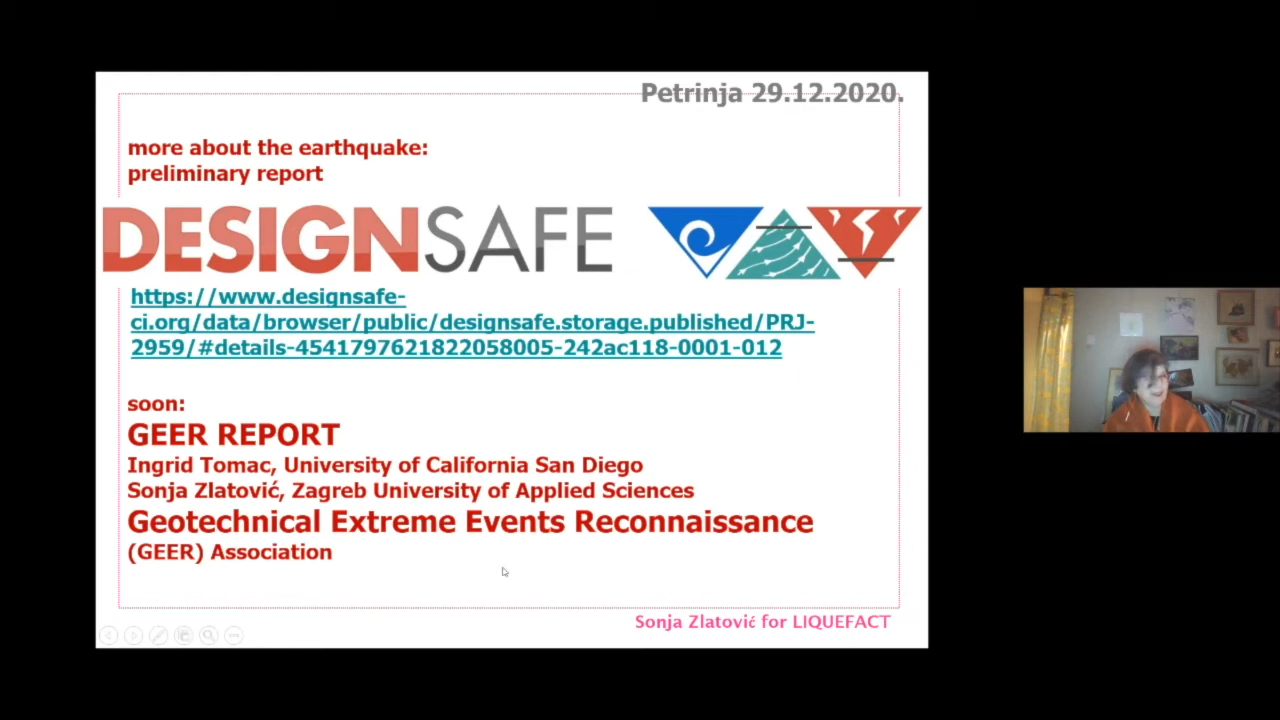 Petrinja 29.12.2020.
more about the earthquake:
preliminary report
DESIGNSAFE
https://www.designsafe-
ci.org/data/browser/public/designsafe.storage.published/PRJ-
2959/#details-4541797621822058005-242ac118-0001-012
soon:
GEER REPORT
Ingrid Tomac, University of California San Diego
Sonja Zlatović, Zagreb University of Applied Sciences
Geotechnical Extreme Events Reconnaissance
(GEER) Association
Sonja Zlatović for LIQUEFACT